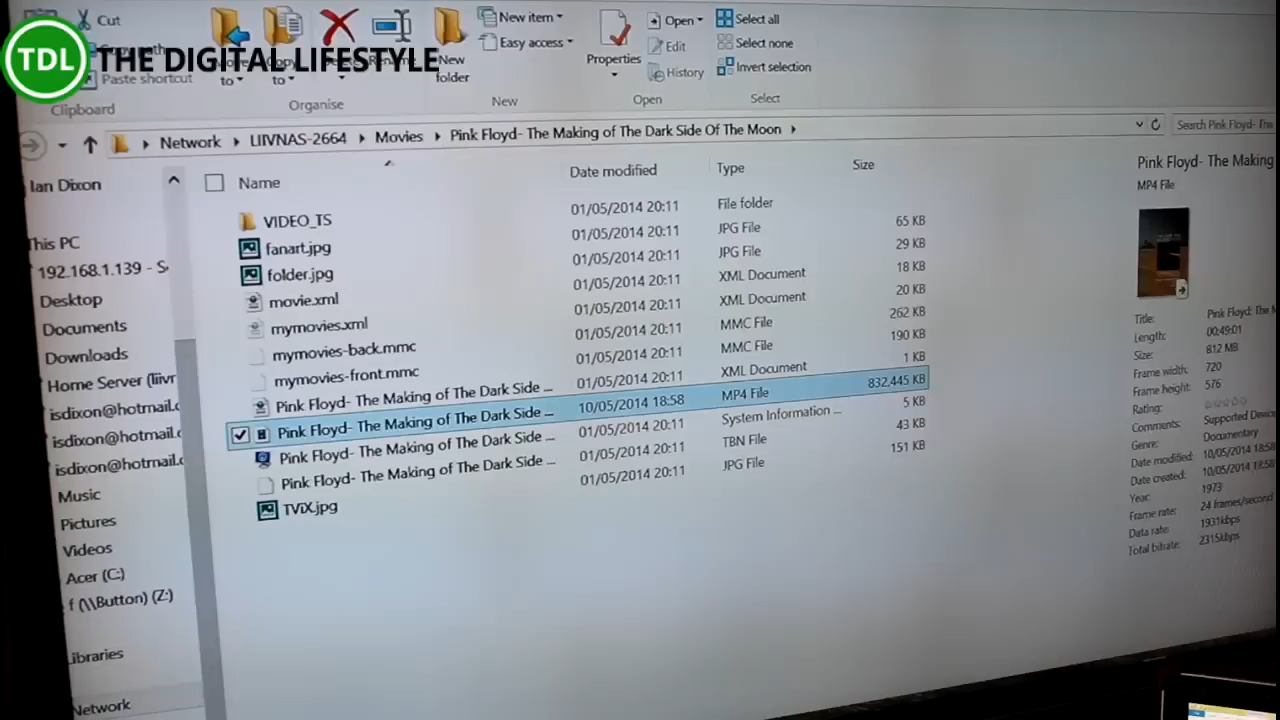 Cut
New item
Open
Select all
TDL THE DIGITAL LIFESTYLE
Easy access
Edit
Select none
Paste shortcut
to
to
New folder
Properties
History
Invert selection
Clipboard
Organise
New
Open
Select
Network LIIVNAS-2664 Movies Pink Floyd- The Making of The Dark Side Of The Moon
Search Pink Floyd- The
Ian Dixon
This PC
192.168.1.139 - S
Desktop
Documents
Downloads
Home Server (liivr
isdixon@hotmail.c
isdixon@hotmail.c
isdixon@hotmail.c
Music
Pictures
Videos
Acer (C:)
f (\\Button) (Z:)
Libraries
Network
Name Date modified Type Size
VIDEO_TS 01/05/2014 20:11 File folder
fanart.jpg 01/05/2014 20:11 JPG File 65 KB
folder.jpg 01/05/2014 20:11 JPG File 29 KB
movie.xml 01/05/2014 20:11 XML Document 18 KB
mymovies.xml 01/05/2014 20:11 XML Document 20 KB
mymovies-back.mmc 01/05/2014 20:11 MMC File 262 KB
mymovies-front.mmc 01/05/2014 20:11 MMC File 190 KB
Pink Floyd- The Making of The Dark Side ... 01/05/2014 20:11 XML Document 1 KB
Pink Floyd- The Making of The Dark Side ... 10/05/2014 18:58 MP4 File 832,445 KB
Pink Floyd- The Making of The Dark Side ... 01/05/2014 20:11 System Information ... 5 KB
Pink Floyd- The Making of The Dark Side ... 01/05/2014 20:11 TBN File 43 KB
TViX.jpg 01/05/2014 20:11 JPG File 151 KB
Pink Floyd- The Making
MP4 File
Title: Pink Floyd: The M
Length: 00:49:01
Size: 812 MB
Frame width: 720
Frame height: 576
Rating:
Comments: Supported Device
Genre: Documentary
Date modified: 10/05/2014 18:58
Date created: 10/05/2014 18:58
Year: 1973
Frame rate: 24 frames/second
Data rate: 1931kbps
Total bitrate: 2315kbps